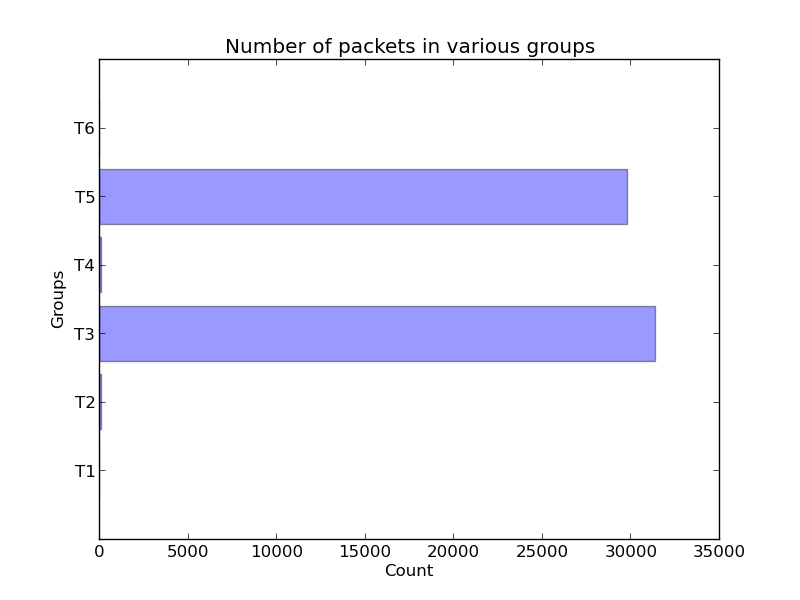 Number of packets in various groups
T6
T5
T4
T3
T2
T1
Groups
0 5000 10000 15000 20000 25000 30000 35000
Count